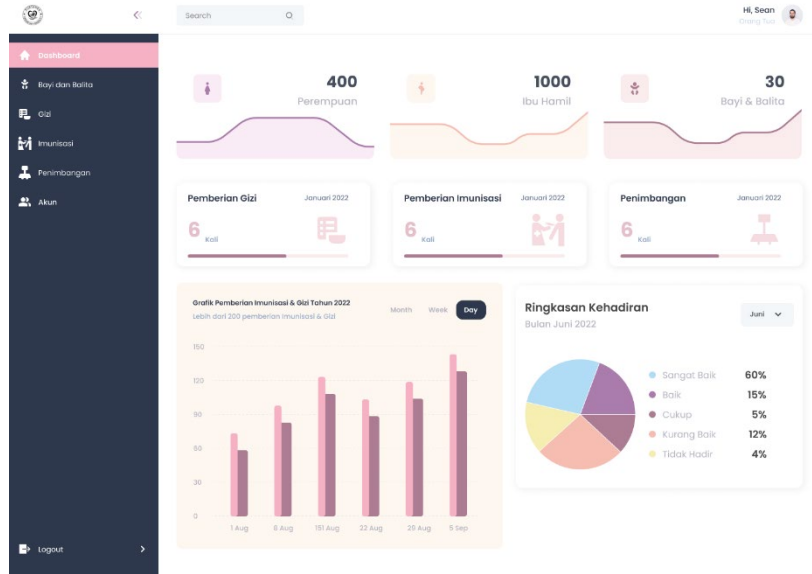 Search
Hi, Sean
Orang Tua
Dashboard
Bayi dan Balita
Gizi
Imunisasi
Penimbangan
Akun
Logout
400
Perempuan
1000
Ibu Hamil
30
Bayi & Balita
Pemberian Gizi
Januari 2022
6 Kali
Pemberian Imunisasi
Januari 2022
6 Kali
Penimbangan
Januari 2022
6 Kali
Grafik Pemberian Imunisasi & Gizi Tahun 2022
Lebih dari 200 pemberian imunisasi & Gizi
Month Week Day
150
120
90
60
30
0
1 Aug 8 Aug 151 Aug 22 Aug 29 Aug 5 Sep
Ringkasan Kehadiran
Bulan Juni 2022
Juni
Sangat Baik 60%
Baik 15%
Cukup 5%
Kurang Baik 12%
Tidak Hadir 4%